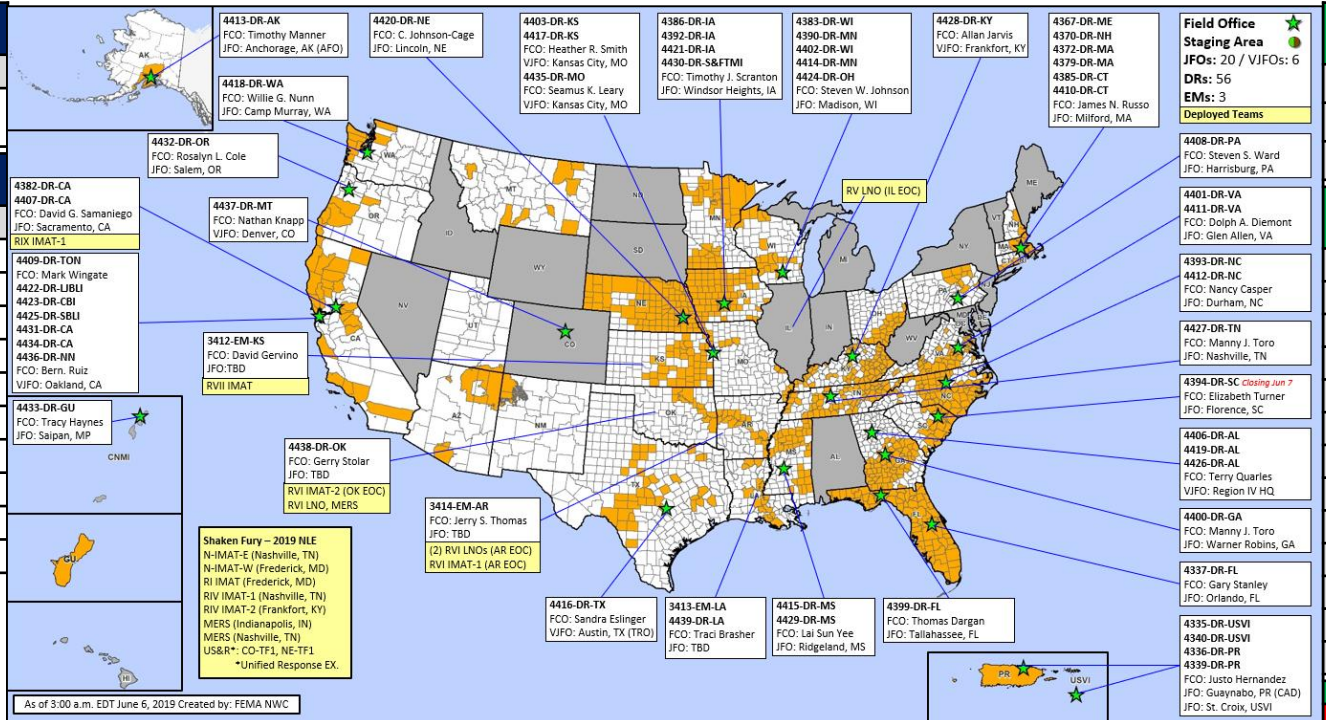 4413-DR-AK
FCO: Timothy Manner
JFO: Anchorage, AK (AFO)
4420-DR-NE
FCO: C. Johnson-Cage
JFO: Lincoln, NE
4403-DR-KS
4417-DR-KS
FCO: Heather R. Smith
VJFO: Kansas City, MO
4435-DR-MO
FCO: Seamus K. Leary
VJFO: Kansas City, MO
4386-DR-IA
4392-DR-IA
4421-DR-IA
4430-DR-S&FTMI
FCO: Timothy J. Scranton
JFO: Windsor Heights, IA
4383-DR-WI
4390-DR-MN
4402-DR-WI
4414-DR-MN
4424-DR-OH
FCO: Steven W. Johnson
JFO: Madison, WI
4428-DR-KY
FCO: Allan Jarvis
VJFO: Frankfort, KY
4367-DR-ME
4370-DR-NH
4372-DR-MA
4379-DR-MA
4385-DR-CT
4410-DR-CT
FCO: James N. Russo
JFO: Milford, MA
Field Office
Staging Area
JFOs: 20 / VJFOs: 6
DRs: 56
EMs: 3
Deployed Teams
4418-DR-WA
FCO: Willie G. Nunn
JFO: Camp Murray, WA
4432-DR-OR
FCO: Rosalyn L. Cole
JFO: Salem, OR
4382-DR-CA
4407-DR-CA
FCO: David G. Samaniego
JFO: Sacramento, CA
RIX IMAT-1
4437-DR-MT
FCO: Nathan Knapp
VJFO: Denver, CO
4409-DR-TON
FCO: Mark Wingate
4422-DR-LJBLI
4423-DR-CBI
4425-DR-SBLI
4431-DR-CA
4434-DR-CA
4436-DR-NN
FCO: Bern. Ruiz
VJFO: Oakland, CA
3412-EM-KS
FCO: David Gervino
JFO:TBD
RVII IMAT
4433-DR-GU
FCO: Tracy Haynes
JFO: Saipan, MP
4438-DR-OK
FCO: Gerry Stolar
JFO: TBD
RVI IMAT-2 (OK EOC)
RVI LNO, MERS
3414-EM-AR
FCO: Jerry S. Thomas
JFO: TBD
(2) RVI LNOs (AR EOC)
RVI IMAT-1 (AR EOC)
RV LNO (IL EOC)
4408-DR-PA
FCO: Steven S. Ward
JFO: Harrisburg, PA
4401-DR-VA
4411-DR-VA
FCO: Dolph A. Diemont
JFO: Glen Allen, VA
4393-DR-NC
4412-DR-NC
FCO: Nancy Casper
JFO: Durham, NC
4427-DR-TN
FCO: Manny J. Toro
JFO: Nashville, TN
4394-DR-SC Closing Jun 7
FCO: Elizabeth Turner
JFO: Florence, SC
4406-DR-AL
4419-DR-AL
4426-DR-AL
FCO: Terry Quarles
VJFO: Region IV HQ
4400-DR-GA
FCO: Manny J. Toro
JFO: Warner Robins, GA
4337-DR-FL
FCO: Gary Stanley
JFO: Orlando, FL
4335-DR-USVI
4340-DR-USVI
4336-DR-PR
4339-DR-PR
FCO: Justo Hernandez
JFO: Guaynabo, PR (CAD)
JFO: St. Croix, USVI
Shaken Fury – 2019 NLE
N-IMAT-E (Nashville, TN)
N-IMAT-W (Frederick, MD)
RI IMAT (Frederick, MD)
RIV IMAT-1 (Nashville, TN)
RIV IMAT-2 (Frankfort, KY)
MERS (Indianapolis, IN)
MERS (Nashville, TN)
US&R*: CO-TF1, NE-TF1
*Unified Response EX.
4416-DR-TX
FCO: Sandra Eslinger
VJFO: Austin, TX (TRO)
3413-EM-LA
4439-DR-LA
FCO: Traci Brasher
JFO: TBD
4415-DR-MS
4429-DR-MS
FCO: Lai Sun Yee
JFO: Ridgeland, MS
4399-DR-FL
FCO: Thomas Dargan
JFO: Tallahassee, FL
AK
WA
OR
CA
NV
ID
MT
WY
UT
AZ
NM
CO
ND
SD
NE
KS
OK
TX
MN
IA
MO
AR
LA
WI
IL
MI
IN
OH
KY
TN
MS
AL
GA
FL
SC
NC
VA
WV
MD
DE
PA
NJ
NY
CT
MA
VT
NH
ME
CNMI
GU
HI
PR
USVI
As of 3:00 a.m. EDT June 6, 2019 Created by: FEMA NWC